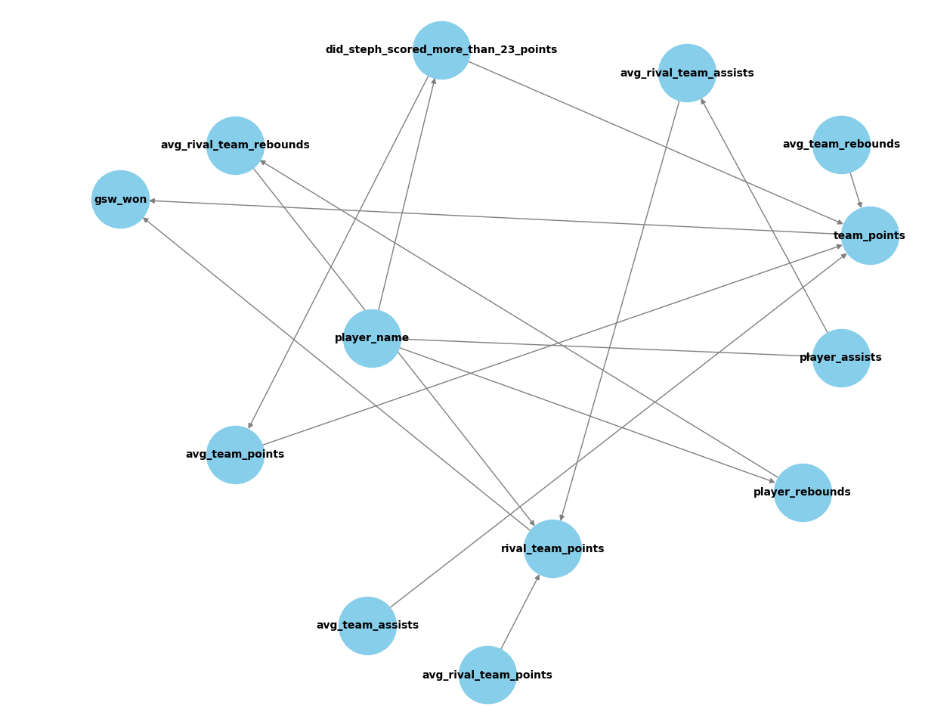 did_steph_scored_more_than_23_points
avg_rival_team_assists
avg_rival_team_rebounds
avg_team_rebounds
gsw_won
team_points
player_name
player_assists
avg_team_points
player_rebounds
rival_team_points
avg_team_assists
avg_rival_team_points